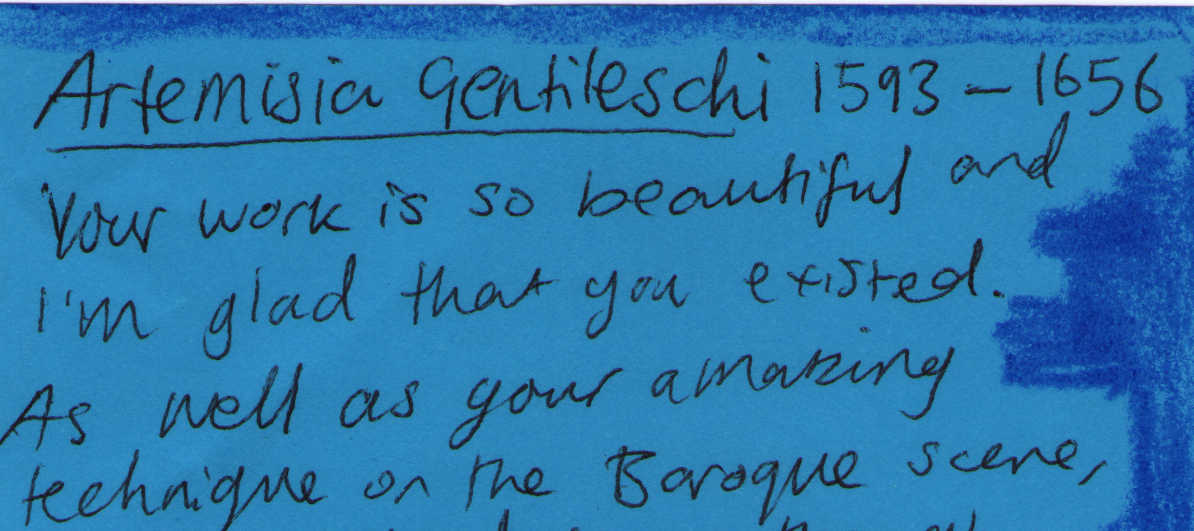 Artemisia Gentileschi 1593 – 1656
Your work is so beautiful and
I'm glad that you existed.
As well as your amazing
technique on the Baroque scene,